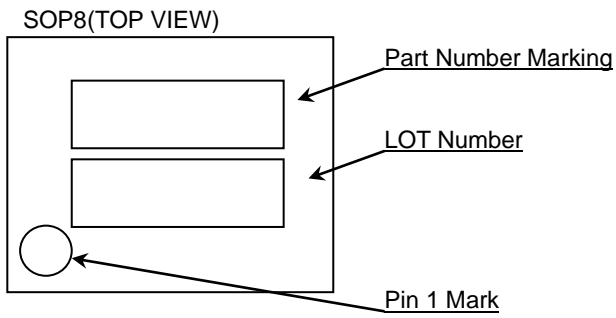 SOP8(TOP VIEW)
Part Number Marking
LOT Number
Pin 1 Mark